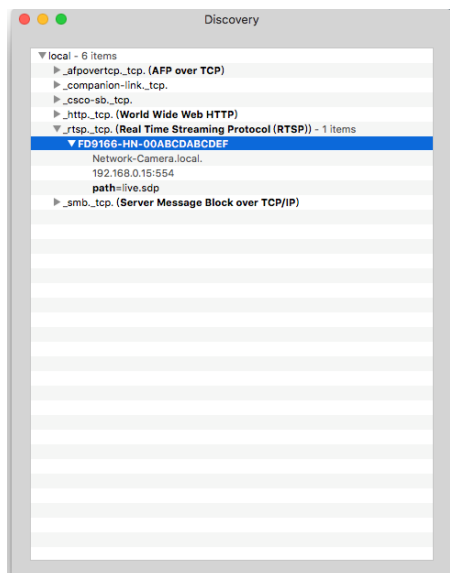 Discovery
local - 6 items
_afpovertcp._tcp. (AFP over TCP)
_companion-link._tcp.
_csco-sb._tcp.
_http._tcp. (World Wide Web HTTP)
_rtsp._tcp. (Real Time Streaming Protocol (RTSP)) - 1 items
FD9166-HN-00ABCDABCDEF
Network-Camera.local.
192.168.0.15:554
path=live.sdp
_smb._tcp. (Server Message Block over TCP/IP)